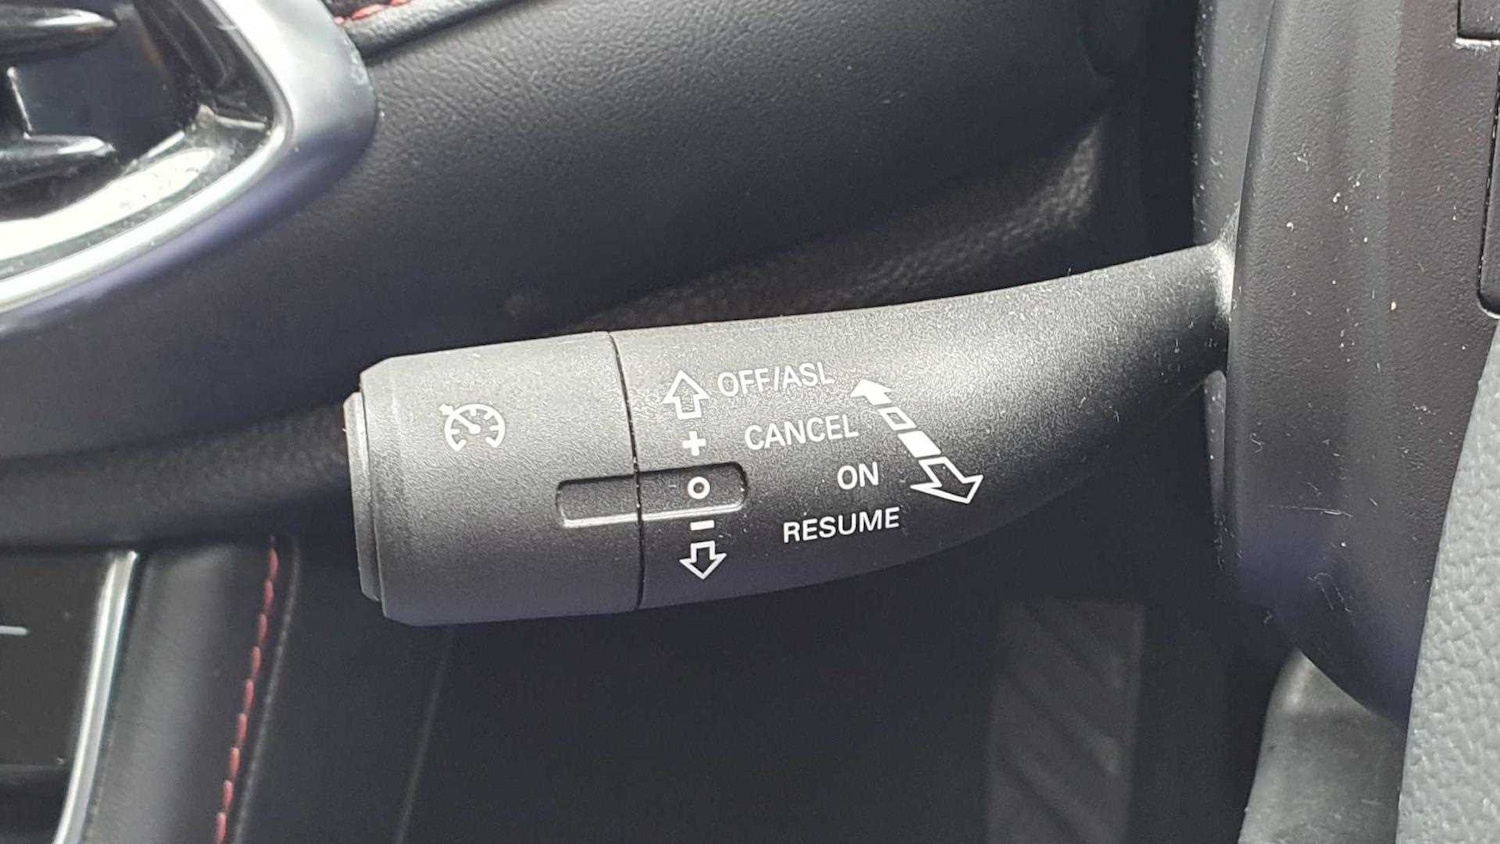 OFF/ASL
+ CANCEL
O ON
- RESUME